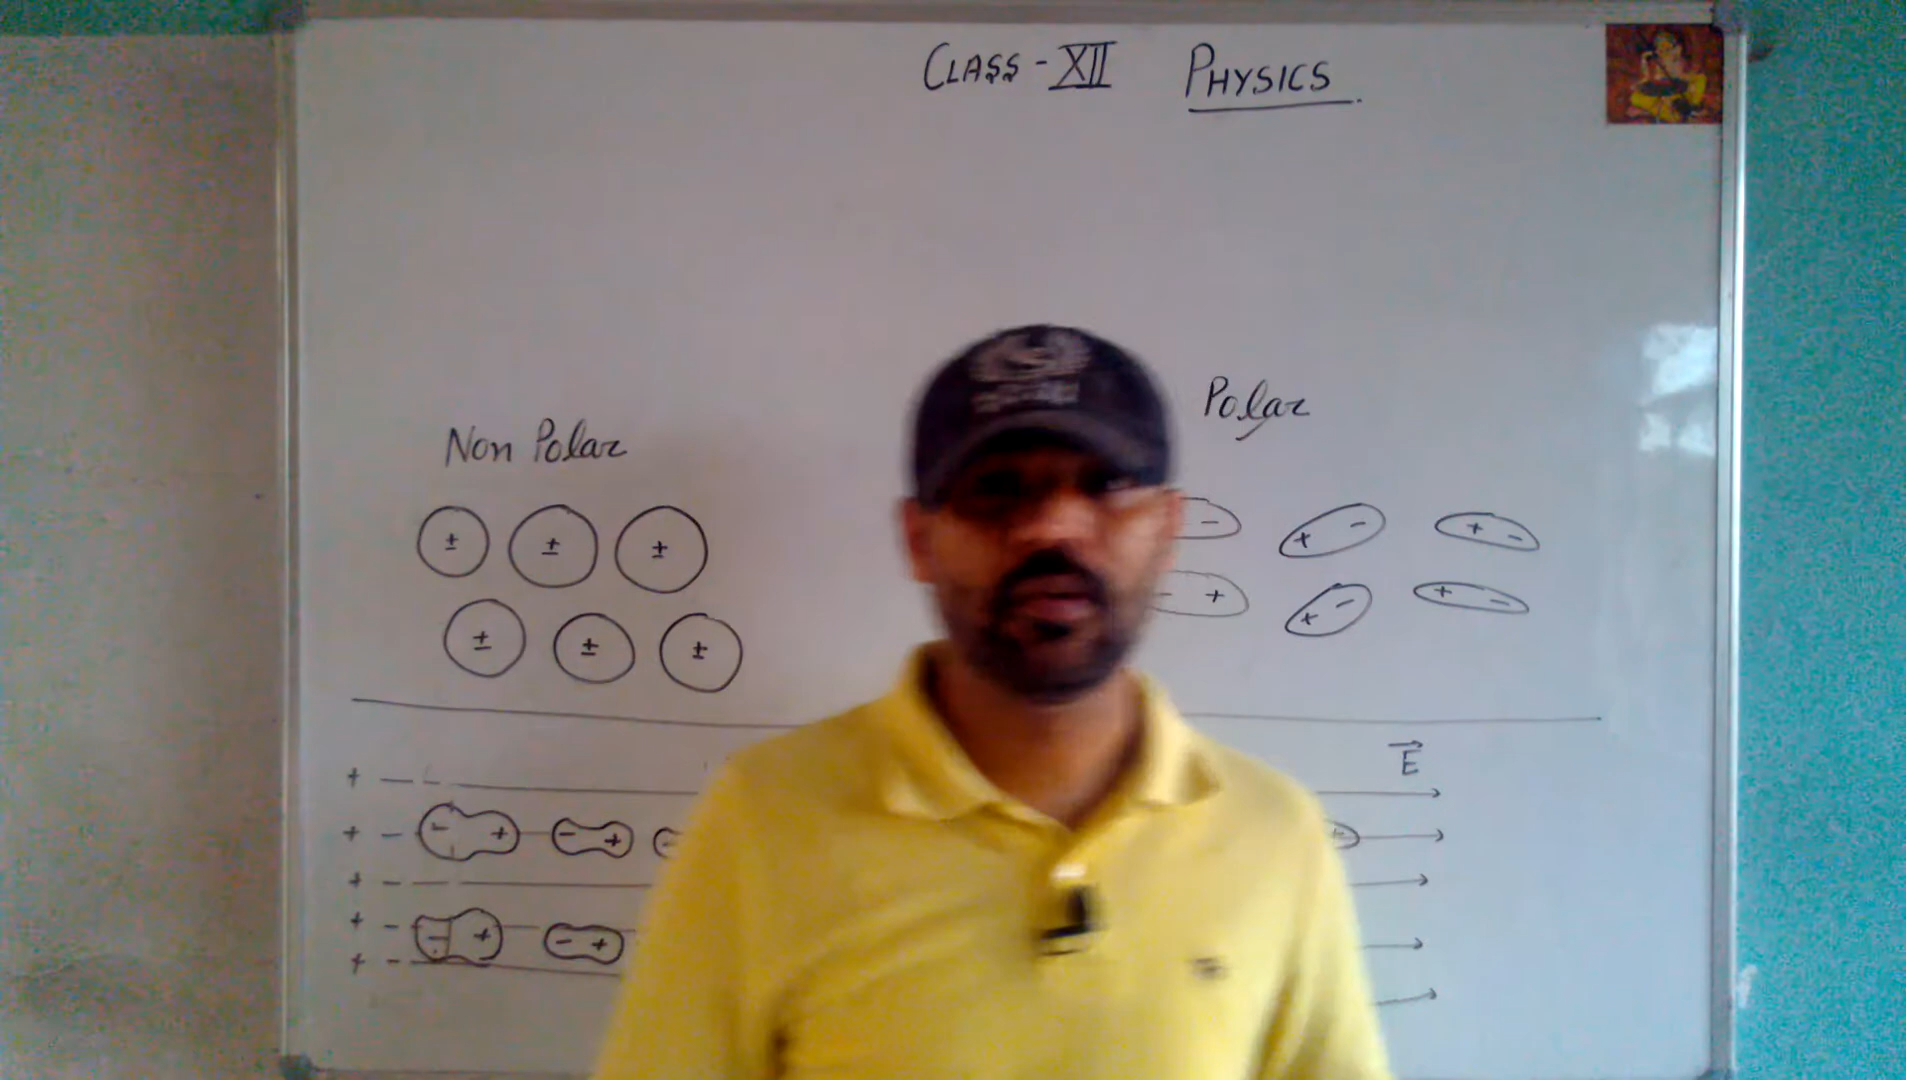 CLASS - XII PHYSICS
Non Polar
Polar
± ± ±
- + - + -
± ± ±
+ + - + -
E
+
+ - + - +
+
+ - + - +
+